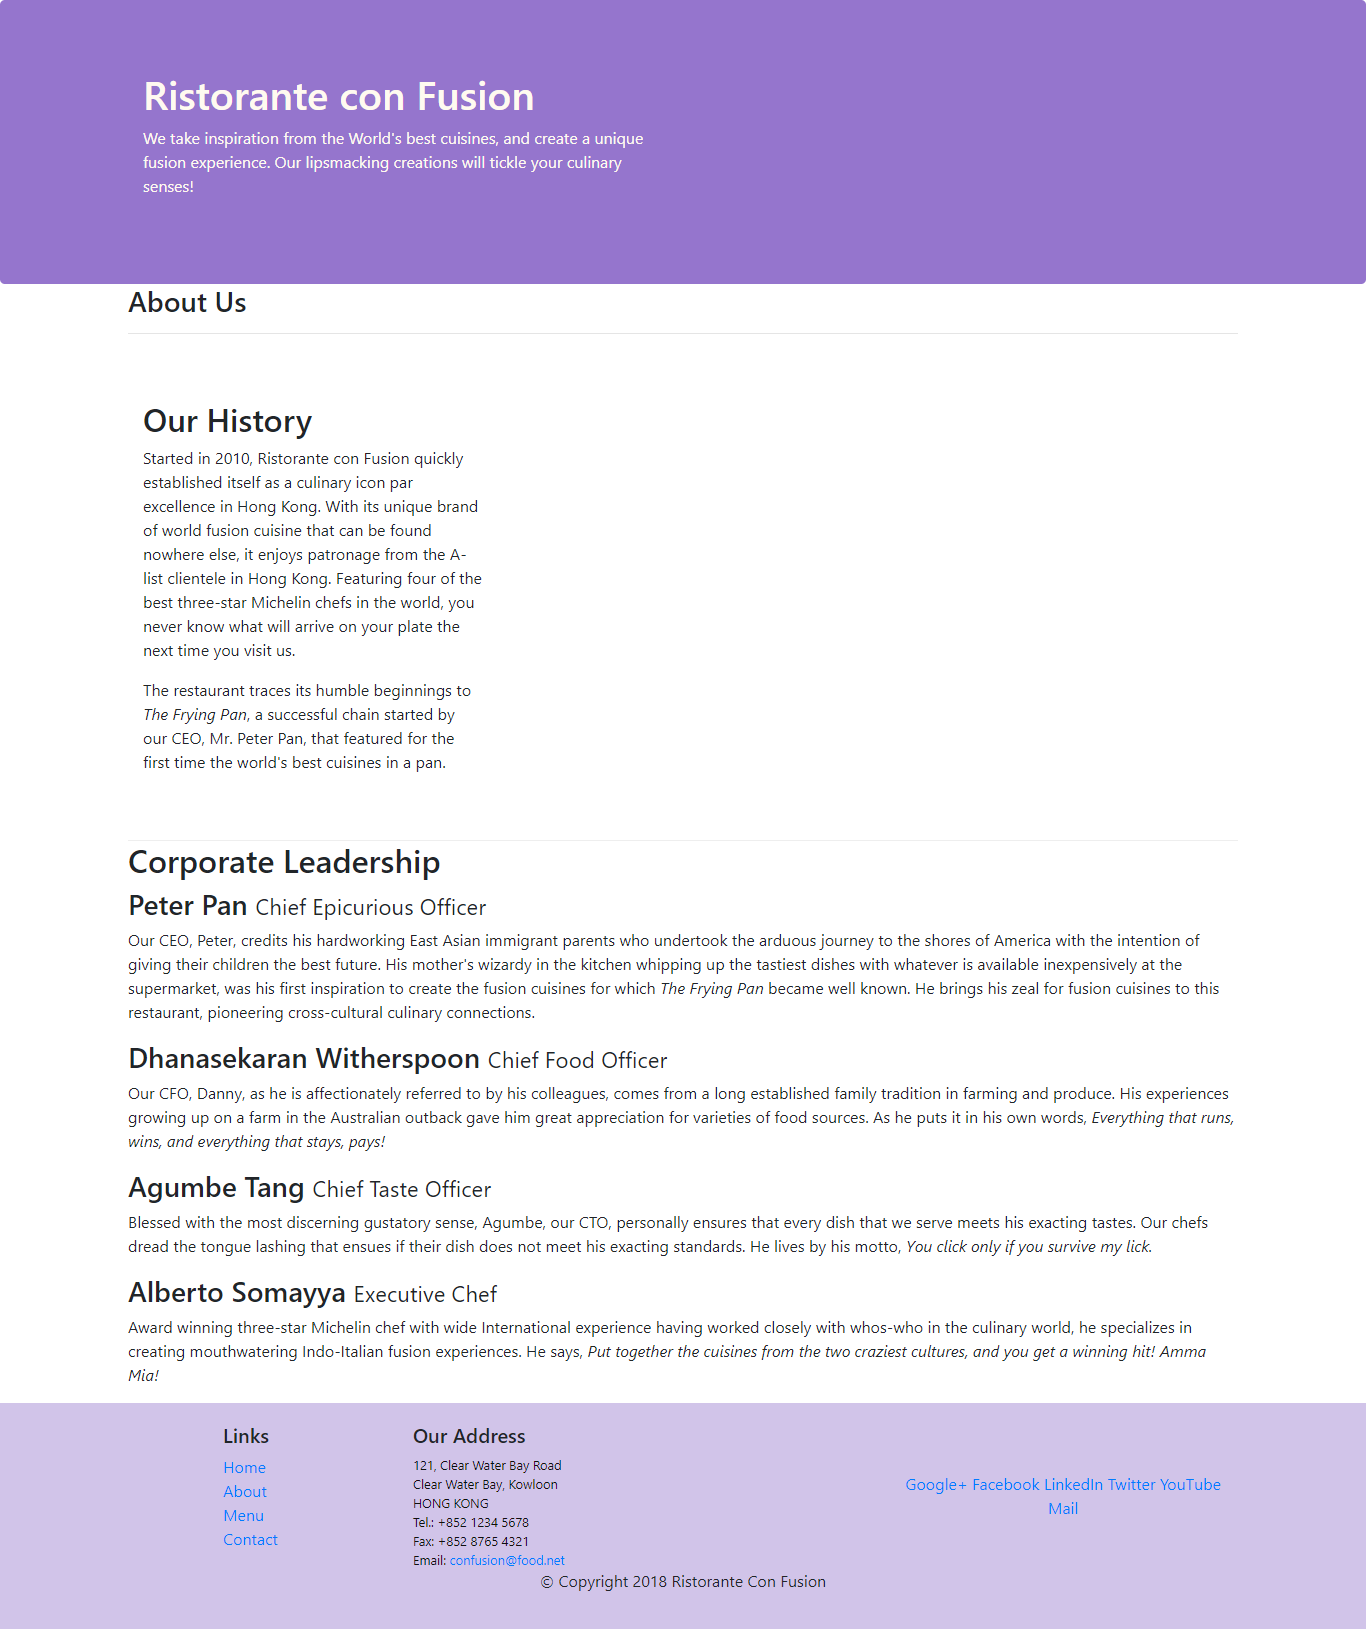 Ristorante con Fusion
We take inspiration from the World's best cuisines, and create a unique
fusion experience. Our lipsmacking creations will tickle your culinary
senses!
About Us
Our History
Started in 2010, Ristorante con Fusion quickly
established itself as a culinary icon par
excellence in Hong Kong. With its unique brand
of world fusion cuisine that can be found
nowhere else, it enjoys patronage from the A-
list clientele in Hong Kong. Featuring four of the
best three-star Michelin chefs in the world, you
never know what will arrive on your plate the
next time you visit us.
The restaurant traces its humble beginnings to
The Frying Pan, a successful chain started by
our CEO, Mr. Peter Pan, that featured for the
first time the world's best cuisines in a pan.
Corporate Leadership
Peter Pan Chief Epicurious Officer
Our CEO, Peter, credits his hardworking East Asian immigrant parents who undertook the arduous journey to the shores of America with the intention of
giving their children the best future. His mother's wizardy in the kitchen whipping up the tastiest dishes with whatever is available inexpensively at the
supermarket, was his first inspiration to create the fusion cuisines for which The Frying Pan became well known. He brings his zeal for fusion cuisines to this
restaurant, pioneering cross-cultural culinary connections.
Dhanasekaran Witherspoon Chief Food Officer
Our CFO, Danny, as he is affectionately referred to by his colleagues, comes from a long established family tradition in farming and produce. His experiences
growing up on a farm in the Australian outback gave him great appreciation for varieties of food sources. As he puts it in his own words, Everything that runs,
wins, and everything that stays, pays!
Agumbe Tang Chief Taste Officer
Blessed with the most discerning gustatory sense, Agumbe, our CTO, personally ensures that every dish that we serve meets his exacting tastes. Our chefs
dread the tongue lashing that ensues if their dish does not meet his exacting standards. He lives by his motto, You click only if you survive my lick.
Alberto Somayya Executive Chef
Award winning three-star Michelin chef with wide International experience having worked closely with whos-who in the culinary world, he specializes in
creating mouthwatering Indo-Italian fusion experiences. He says, Put together the cuisines from the two craziest cultures, and you get a winning hit! Amma
Mia!
Links
Home
About
Menu
Contact
Our Address
121, Clear Water Bay Road
Clear Water Bay, Kowloon
HONG KONG
Tel.: +852 1234 5678
Fax: +852 8765 4321
Email: confusion@food.net
Google+ Facebook LinkedIn Twitter YouTube
Mail
© Copyright 2018 Ristorante Con Fusion